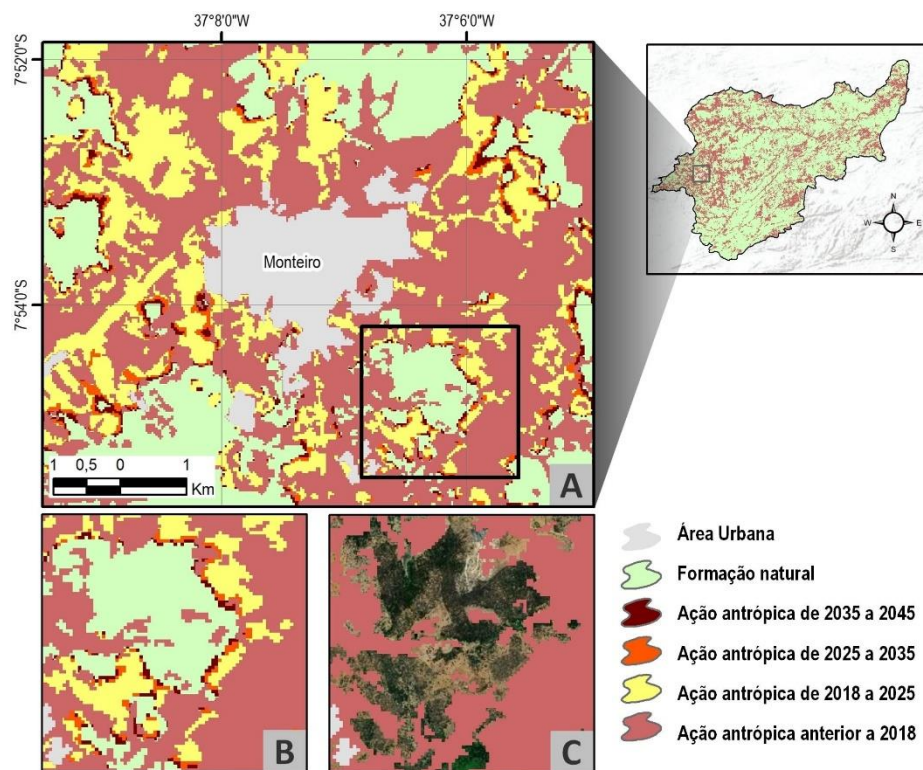 37°8'0"W
37°6'0"W
7°52'0"S
7°54'0"S
Monteiro
1 0,5 0 1
Km
A
N
W E
S
B
C
Área Urbana
Formação natural
Ação antrópica de 2035 a 2045
Ação antrópica de 2025 a 2035
Ação antrópica de 2018 a 2025
Ação antrópica anterior a 2018